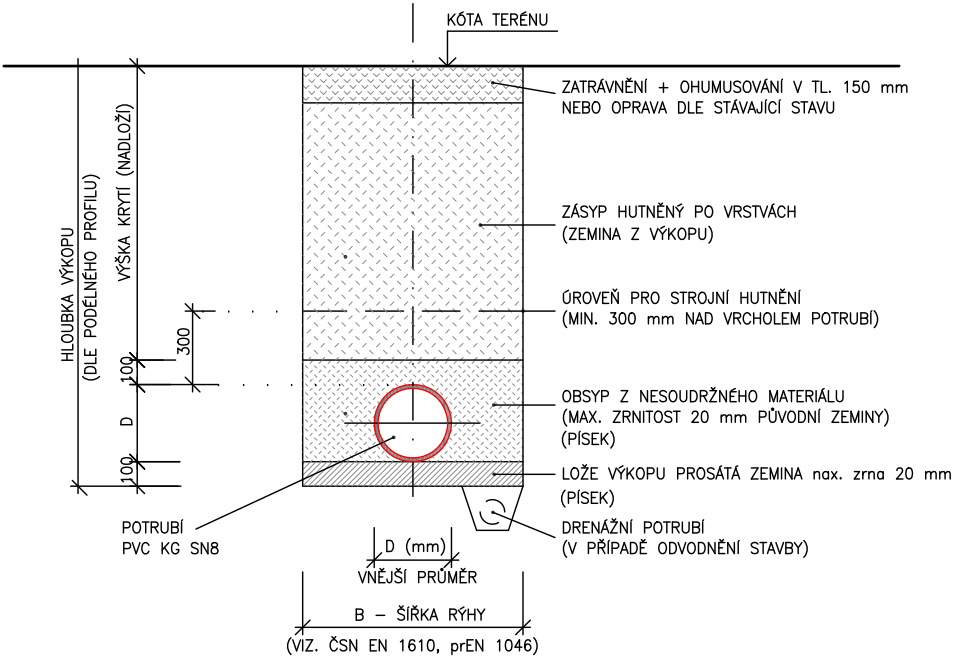 KÓTA TERÉNU
ZATRÁVNĚNÍ + OHUMUSOVÁNÍ V TL. 150 mm
NEBO OPRAVA DLE STÁVAJÍCÍ STAVU
ZÁSYP HUTNĚNÝ PO VRSTVÁCH
(ZEMINA Z VÝKOPU)
ÚROVEŇ PRO STROJNÍ HUTNĚNÍ
(MIN. 300 mm NAD VRCHOLEM POTRUBÍ)
OBSYP Z NESOUDRŽNÉHO MATERIÁLU
(MAX. ZRNITOST 20 mm PŮVODNÍ ZEMINY)
(PÍSEK)
LOŽE VÝKOPU PROSÁTÁ ZEMINA nax. zrna 20 mm
(PÍSEK)
DRENÁŽNÍ POTRUBÍ
(V PŘÍPADĚ ODVODNĚNÍ STAVBY)
HLOUBKA VÝKOPU
(DLE PODÉLNÉHO PROFILU)
VÝŠKA KRYTÍ (NADLOŽÍ)
300
100
D
100
POTRUBÍ
PVC KG SN8
D (mm)
VNĚJŠÍ PRŮMĚR
B – ŠÍŘKA RÝHY
(VIZ. ČSN EN 1610, prEN 1046)